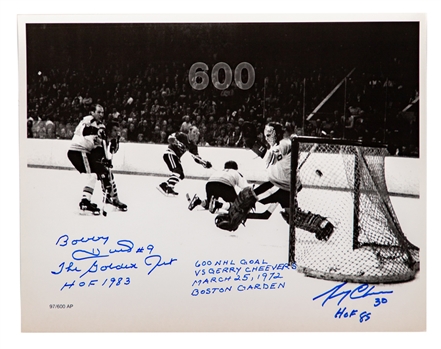 600
Bobby Hull #9
The Golden Jet
HOF 1983
600 NHL GOAL
VS GERRY CHEEVERS
MARCH 25, 1972
BOSTON GARDEN
30
HOF 85
97/600 AP